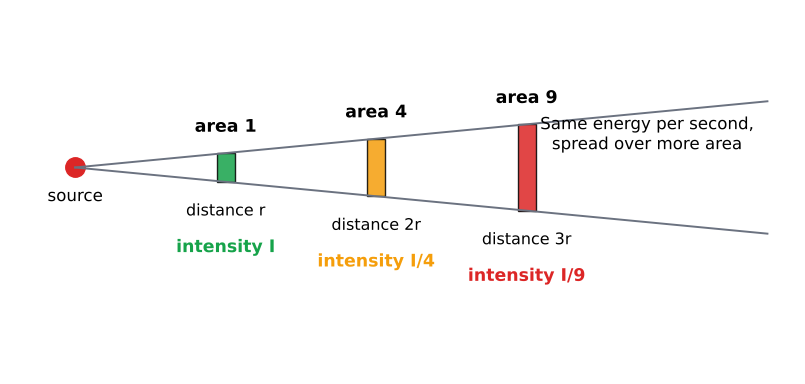 area 9
area 4
Same energy per second,
area 1
spread over more area
source
distance r
distance 2r
distance 3r
intensity I
intensity I/4
intensity I/9